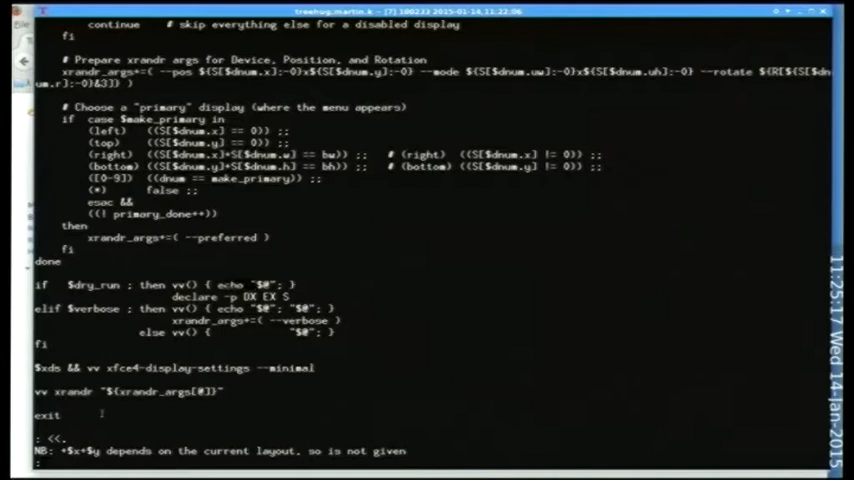 treehug.martin.k - [7] 100233 2015-01-14,11:22:06
continue # skip everything else for a disabled display
fi
# Prepare xrandr args for Device, Position, and Rotation
xrandr_args+=( --pos ${S[$dnum.x]:-0}x${S[$dnum.y]:-0} --mode ${S[$dnum.uw]:-0}x${S[$dnum.uh]:-0} --rotate ${R[${S[$dn
um.r]:-0}&3]} )
# Choose a "primary" display (where the menu appears)
if case $make_primary in
(left) ((S[$dnum.x] == 0)) ;;
(top) ((S[$dnum.y] == 0)) ;;
(right) ((S[$dnum.x]+S[$dnum.w] == bw)) ;; # (right) ((S[$dnum.x] != 0)) ;;
(bottom) ((S[$dnum.y]+S[$dnum.h] == bh)) ;; # (bottom) ((S[$dnum.y] != 0)) ;;
([0-9]) ((dnum == make_primary)) ;;
(*) false ;;
esac &&
((! primary_done++))
then
xrandr_args+=( --preferred )
fi
done
if $dry_run ; then vv() { echo "$@"; }
declare -p DX EX S
elif $verbose ; then vv() { echo "$@"; "$@"; }
xrandr_args+=( --verbose )
else vv() { "$@"; }
fi
$xds && vv xfce4-display-settings --minimal
vv xrandr "${xrandr_args[@]}"
exit
: <<.
NB: +$x+$y depends on the current layout, so is not given
:
11:25:17 Wed 14-Jan-2015